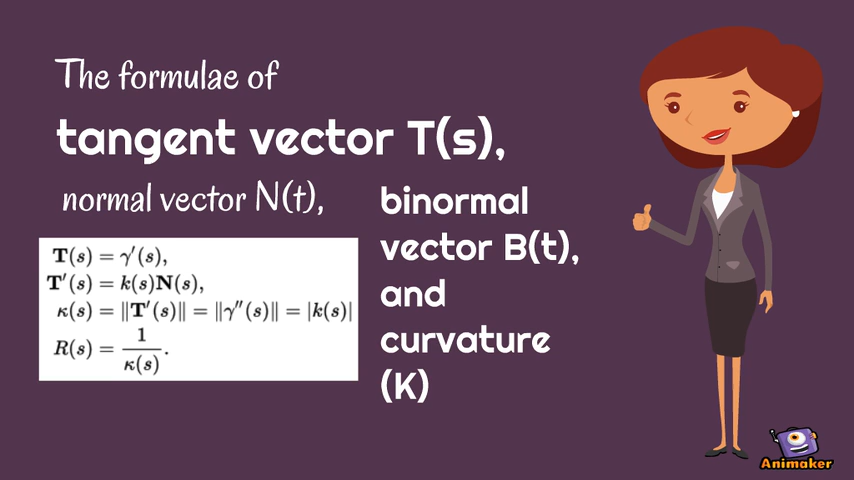 The formulae of
tangent vector T(s),
normal vector N(t),
binormal
vector B(t),
and
curvature
(K)
T(s) = γ′(s),
T′(s) = k(s)N(s),
κ(s) = ‖T′(s)‖ = ‖γ″(s)‖ = |k(s)|
R(s) = 1/κ(s).
Animaker